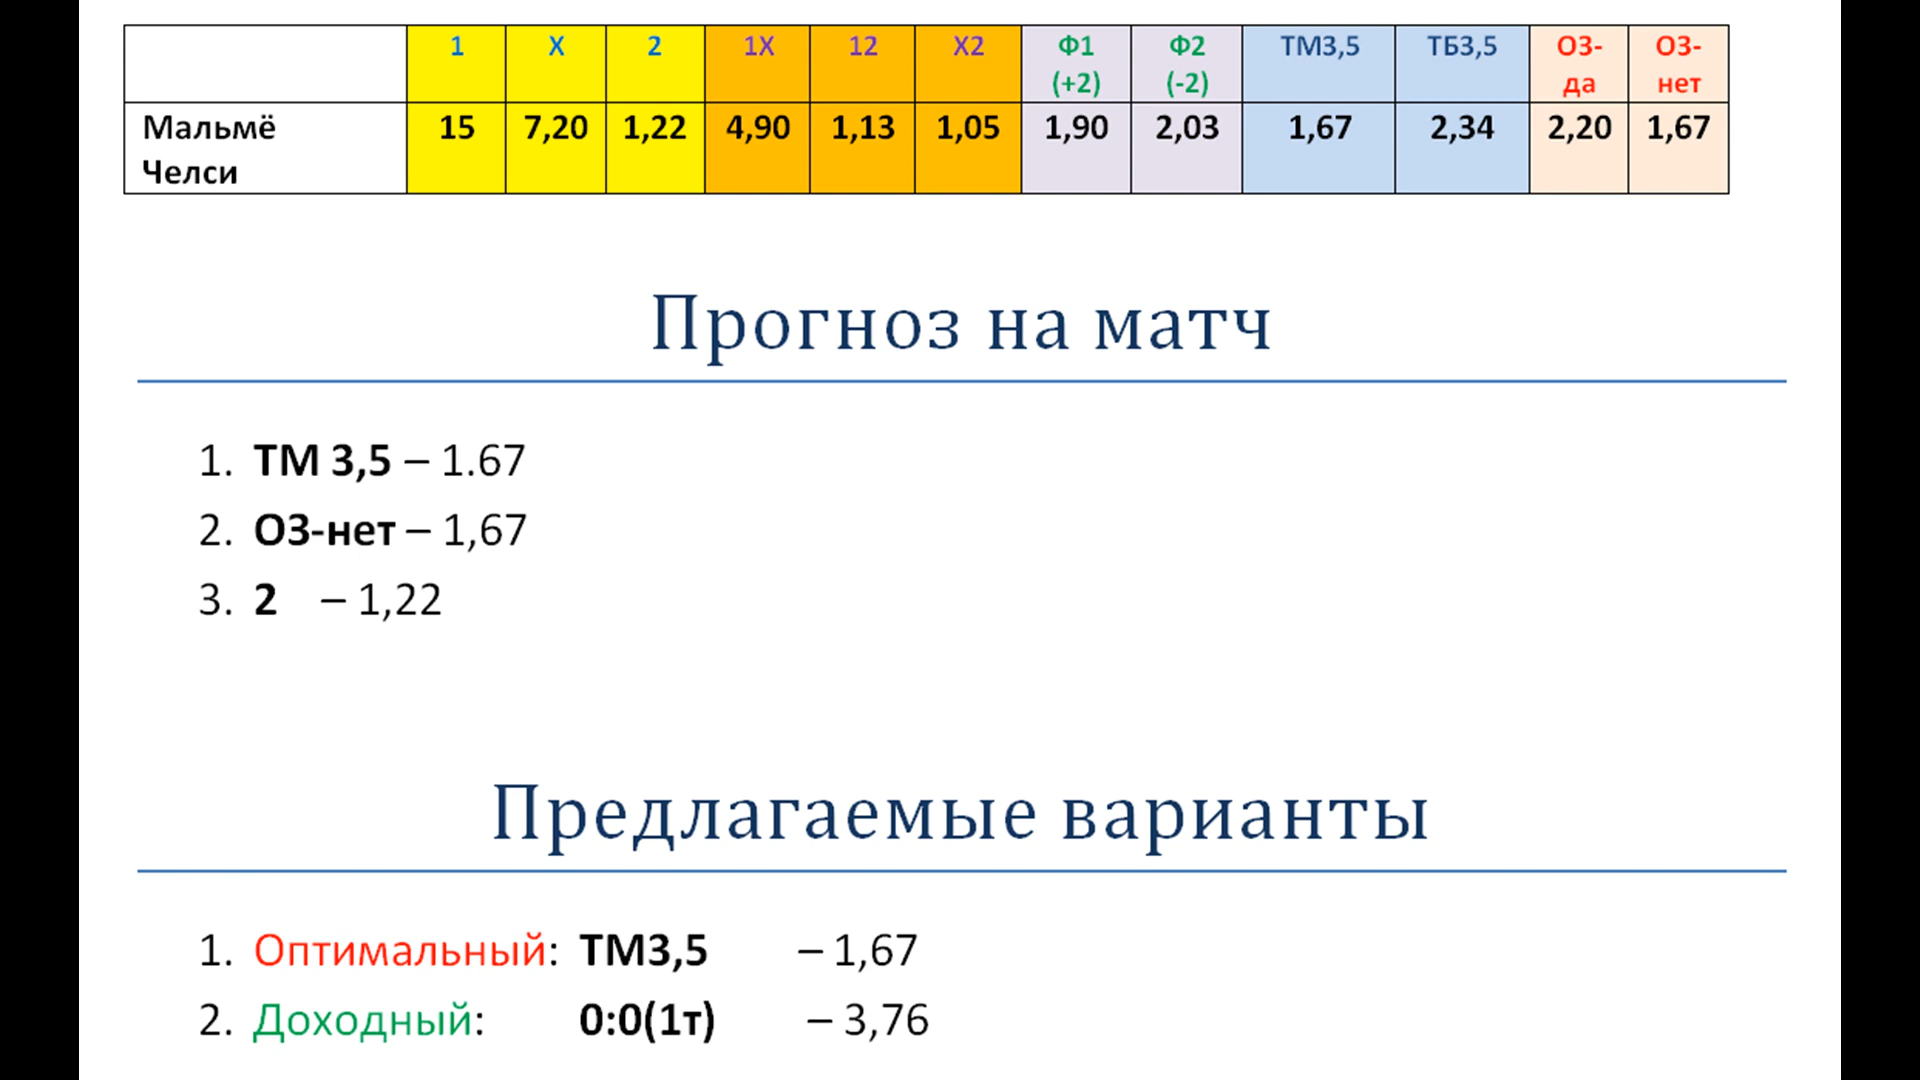 1 X 2 1X 12 X2 Ф1 (+2) Ф2 (-2) ТМ3,5 ТБ3,5 ОЗ-да ОЗ-нет
Мальмё Челси 15 7,20 1,22 4,90 1,13 1,05 1,90 2,03 1,67 2,34 2,20 1,67
Прогноз на матч
1. ТМ 3,5 – 1.67
2. ОЗ-нет – 1,67
3. 2 – 1,22
Предлагаемые варианты
1. Оптимальный: ТМ3,5 – 1,67
2. Доходный: 0:0(1т) – 3,76